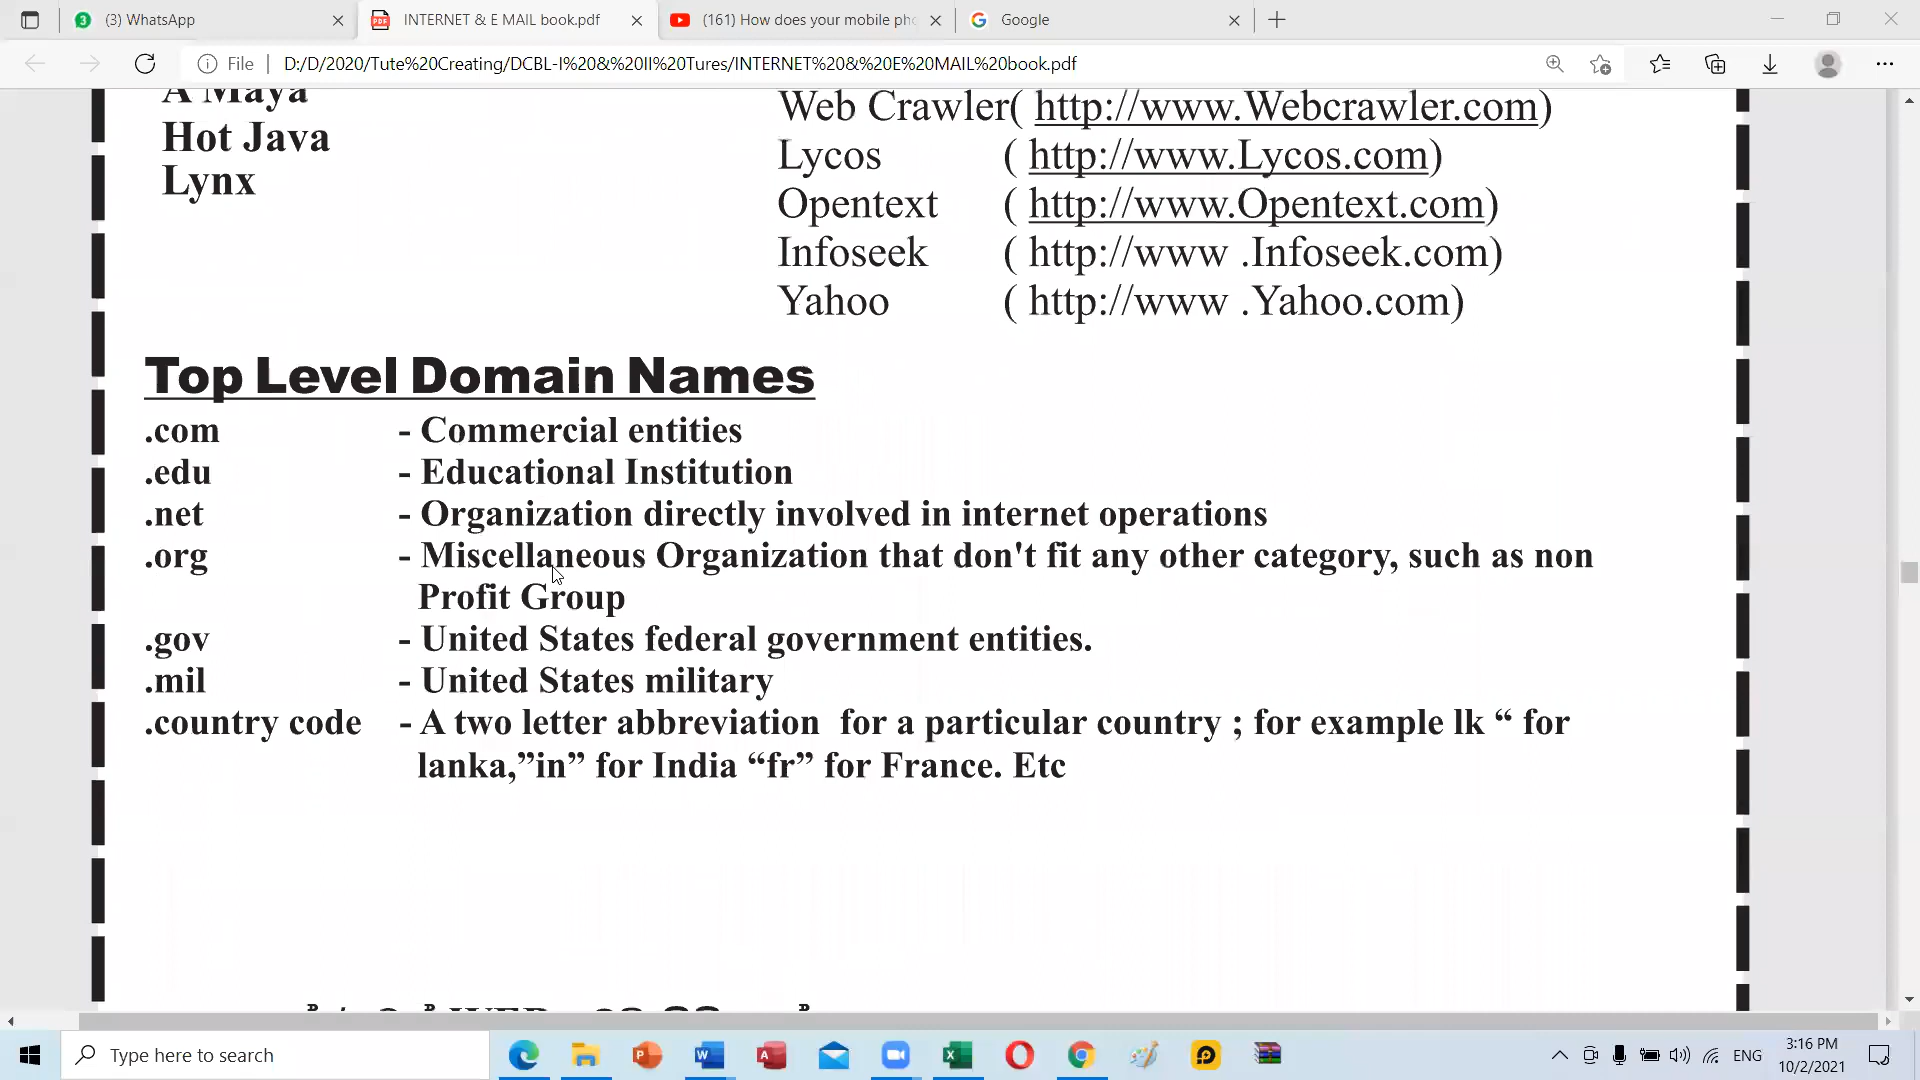 (3) WhatsApp
INTERNET & E MAIL book.pdf
(161) How does your mobile pho
Google
File
D:/D/2020/Tute%20Creating/DCBL-I%20&%20II%20Tures/INTERNET%20&%20E%20MAIL%20book.pdf
A Maya
Hot Java
Lynx
Web Crawler( http://www.Webcrawler.com)
Lycos ( http://www.Lycos.com)
Opentext ( http://www.Opentext.com)
Infoseek ( http://www .Infoseek.com)
Yahoo ( http://www .Yahoo.com)
Top Level Domain Names
.com - Commercial entities
.edu - Educational Institution
.net - Organization directly involved in internet operations
.org - Miscellaneous Organization that don't fit any other category, such as non
Profit Group
.gov - United States federal government entities.
.mil - United States military
.country code - A two letter abbreviation for a particular country ; for example lk “ for
lanka,”in” for India “fr” for France. Etc
Type here to search
ENG
3:16 PM
10/2/2021